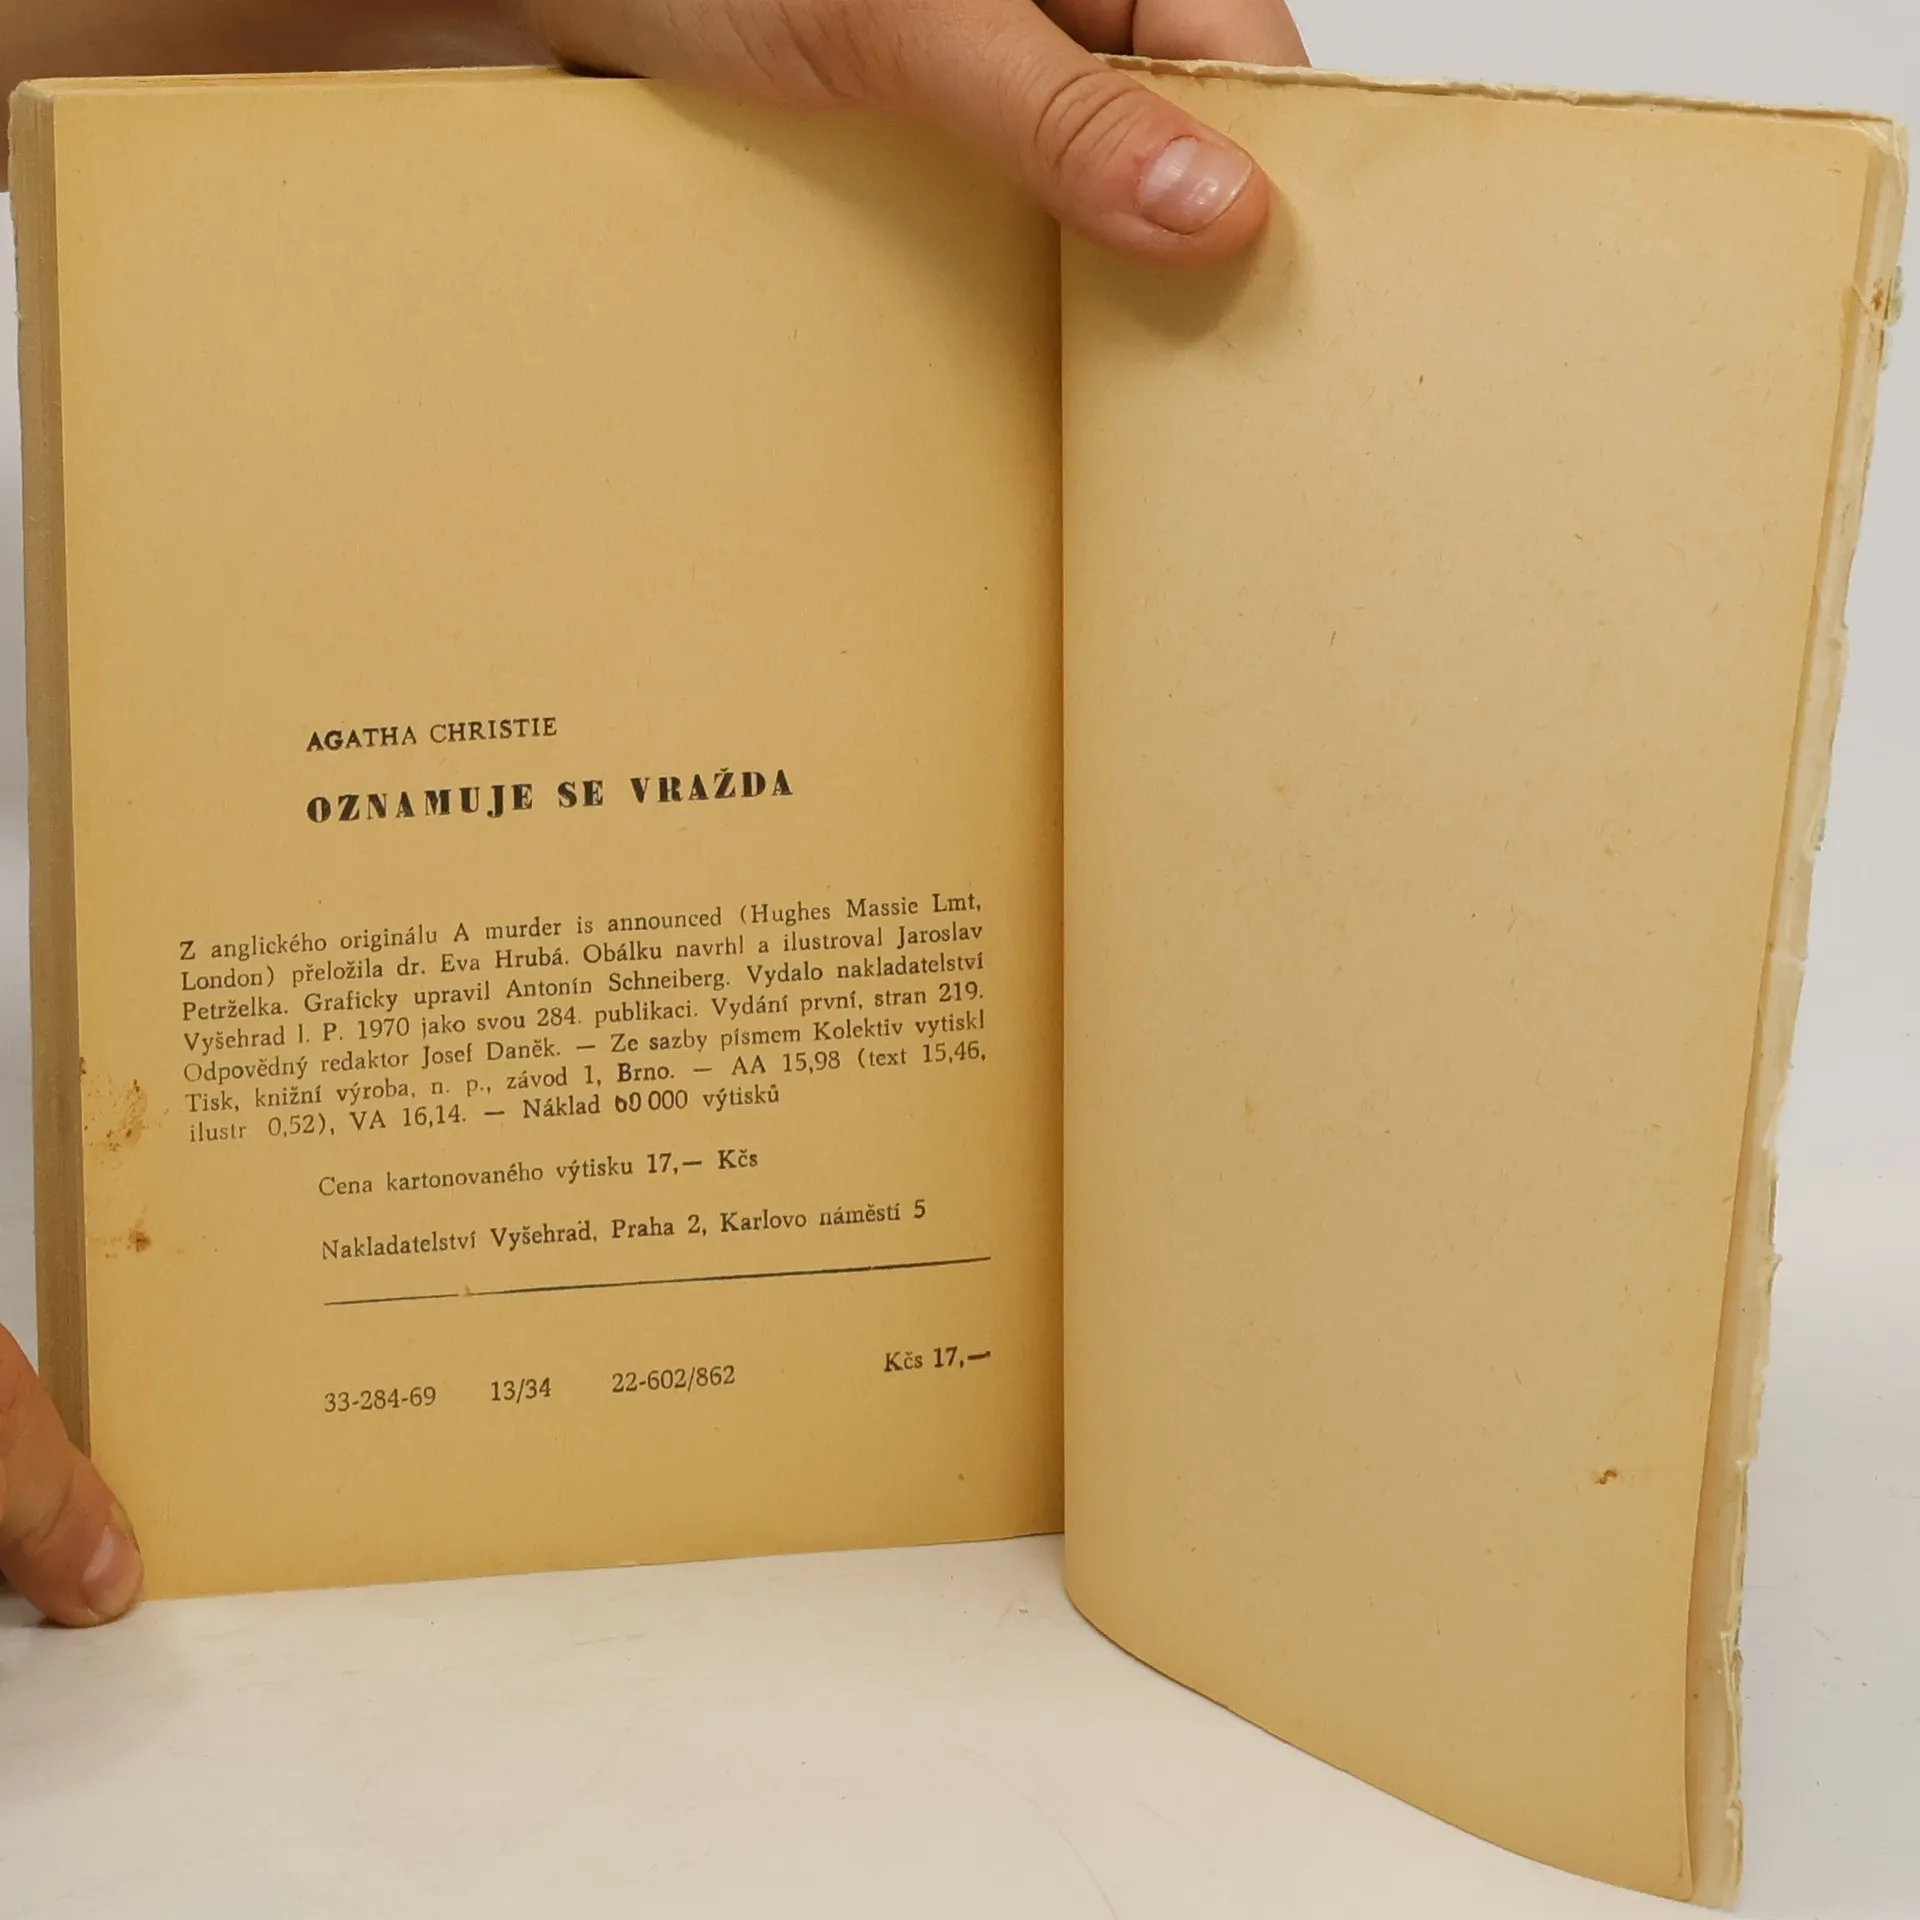 AGATHA CHRISTIE
OZNAMUJE SE VRAŽDA
Z anglického originálu A murder is announced (Hughes Massie Lmt,
London) přeložila dr. Eva Hrubá. Obálku navrhl a ilustroval Jaroslav
Petrželka. Graficky upravil Antonín Schneiberg. Vydalo nakladatelství
Vyšehrad l. P. 1970 jako svou 284. publikaci. Vydání první, stran 219.
Odpovědný redaktor Josef Daněk. — Ze sazby písmem Kolektiv vytiskl
Tisk, knižní výroba, n. p., závod 1, Brno. — AA 15,98 (text 15,46,
ilustr 0,52), VA 16,14. — Náklad 60 000 výtisků
Cena kartonovaného výtisku 17,— Kčs
Nakladatelství Vyšehrad, Praha 2, Karlovo náměstí 5
33-284-69 13/34 22-602/862 Kčs 17,—